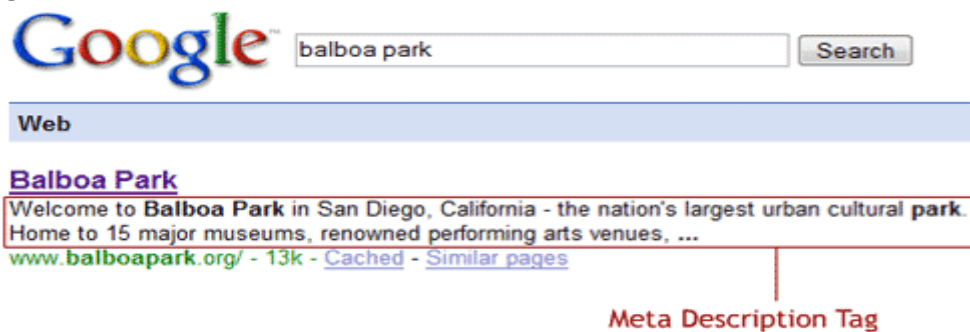 Google balboa park Search
Web
Balboa Park
Welcome to Balboa Park in San Diego, California - the nation's largest urban cultural park.
Home to 15 major museums, renowned performing arts venues, ...
www.balboapark.org/ - 13k - Cached - Similar pages
Meta Description Tag